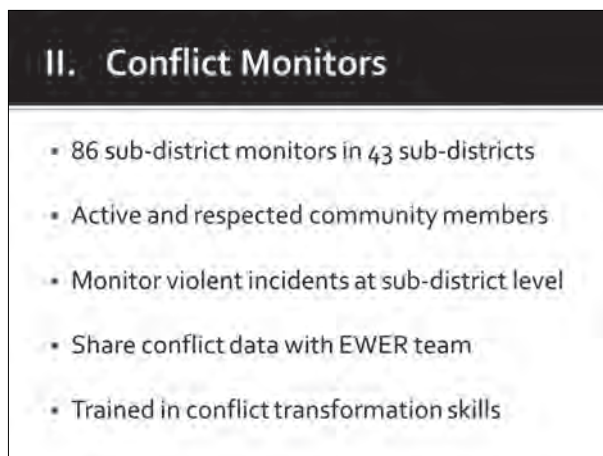 II. Conflict Monitors
▪ 86 sub-district monitors in 43 sub-districts
▪ Active and respected community members
▪ Monitor violent incidents at sub-district level
▪ Share conflict data with EWER team
▪ Trained in conflict transformation skills